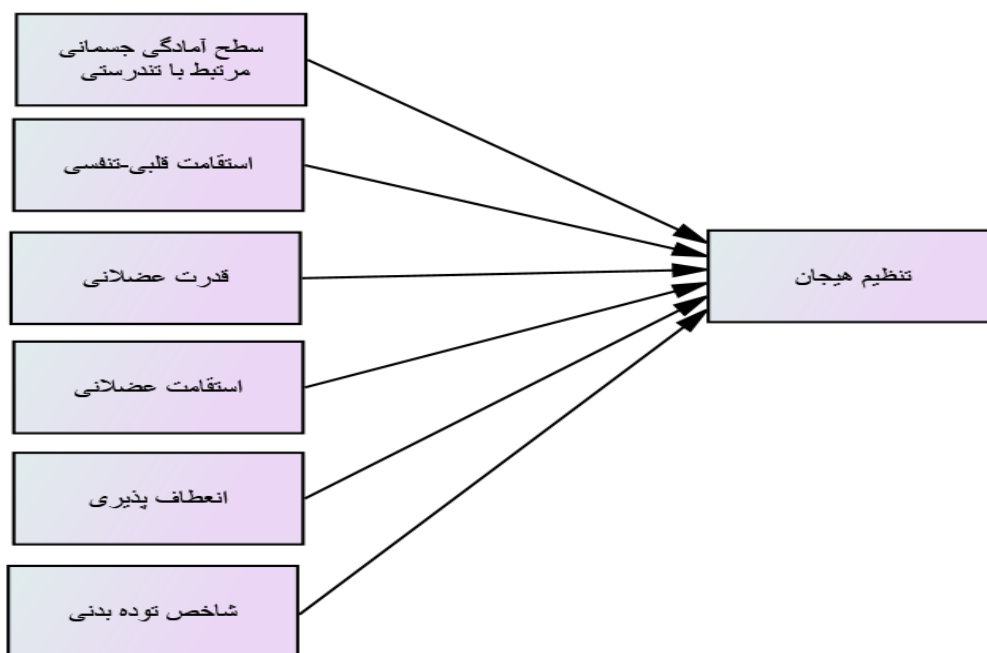 سطح آمادگی جسمانی
مرتبط با تندرستی
استقامت قلبی-تنفسی
قدرت عضلانی
استقامت عضلانی
انعطاف پذیری
شاخص توده بدنی
تنظیم هیجان